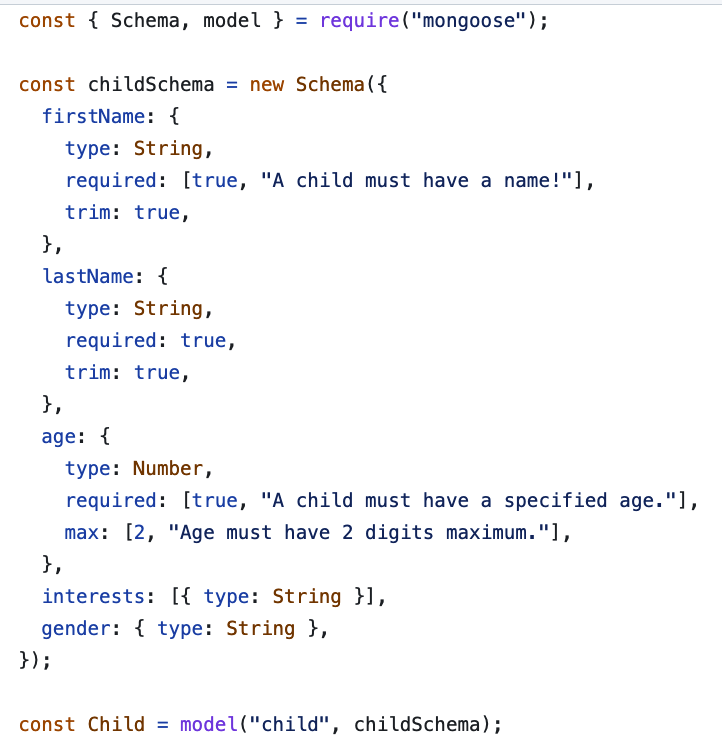 const { Schema, model } = require("mongoose");
const childSchema = new Schema({
  firstName: {
    type: String,
    required: [true, "A child must have a name!"],
    trim: true,
  },
  lastName: {
    type: String,
    required: true,
    trim: true,
  },
  age: {
    type: Number,
    required: [true, "A child must have a specified age."],
    max: [2, "Age must have 2 digits maximum."],
  },
  interests: [{ type: String }],
  gender: { type: String },
});
const Child = model("child", childSchema);